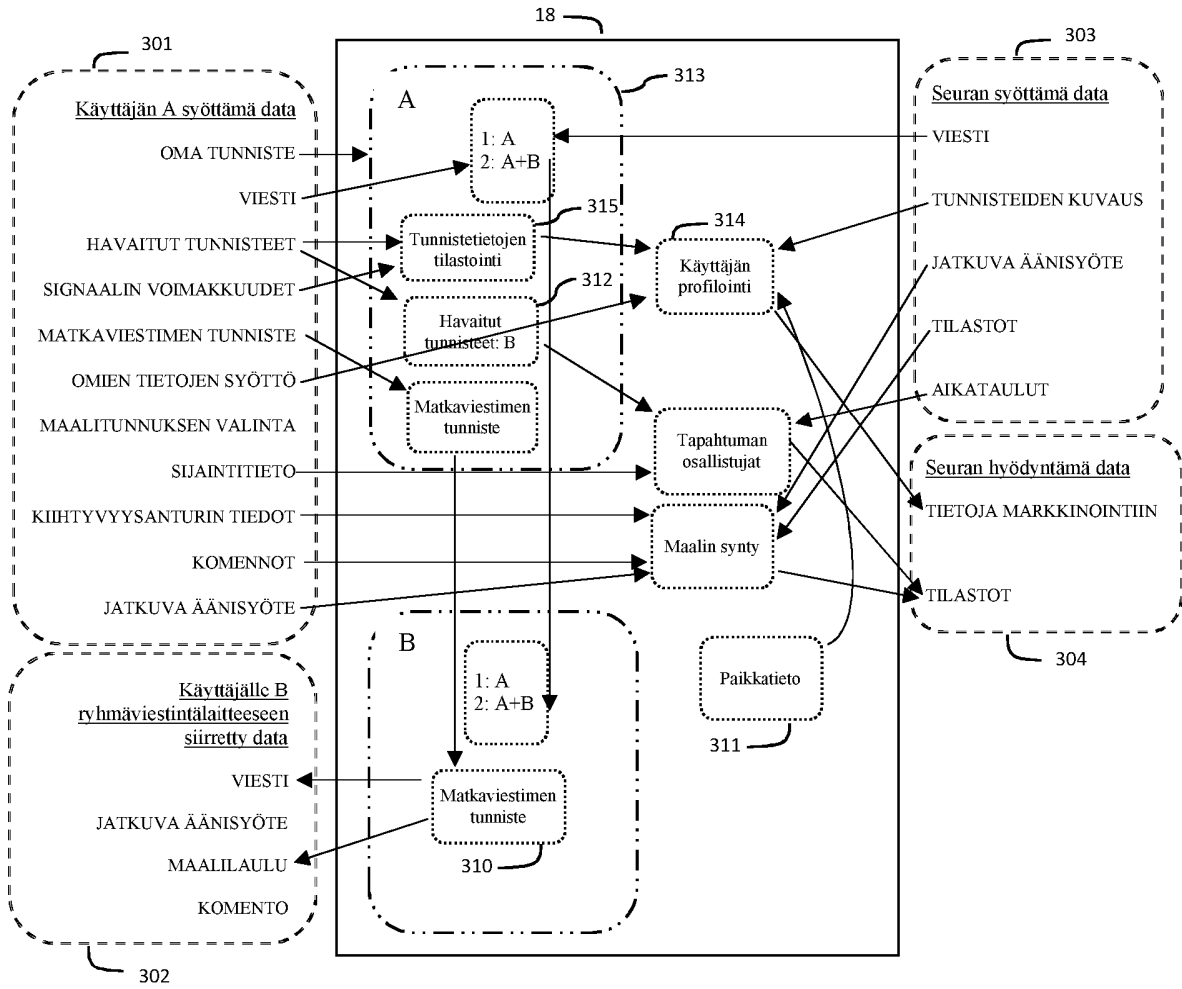 18
301
303
313
Käyttäjän A syöttämä data
OMA TUNNISTE
VIESTI
HAVAITUT TUNNISTEET
SIGNAALIN VOIMAKKUUDET
MATKAVIESTIMEN TUNNISTE
OMIEN TIETOJEN SYÖTTÖ
MAALITUNNUKSEN VALINTA
SIJAINTITIETO
KIIHTYVYYSANTURIN TIEDOT
KOMENNOT
JATKUVA ÄÄNISYÖTE
Käyttäjälle B
ryhmäviestintälaitteeseen
siirretty data
VIESTI
JATKUVA ÄÄNISYÖTE
MAALILAULU
KOMENTO
302
A
1: A
2: A+B
315
Tunnistetietojen
tilastointi
312
Havaitut
tunnisteet: B
Matkaviestimen
tunniste
314
Käyttäjän
profilointi
Tapahtuman
osallistujat
Maalin synty
B
1: A
2: A+B
Matkaviestimen
tunniste
310
Paikkatieto
311
Seuran syöttämä data
VIESTI
TUNNISTEIDEN KUVAUS
JATKUVA ÄÄNISYÖTE
TILASTOT
AIKATAULUT
Seuran hyödyntämä data
TIETOJA MARKKINOINTIIN
TILASTOT
304